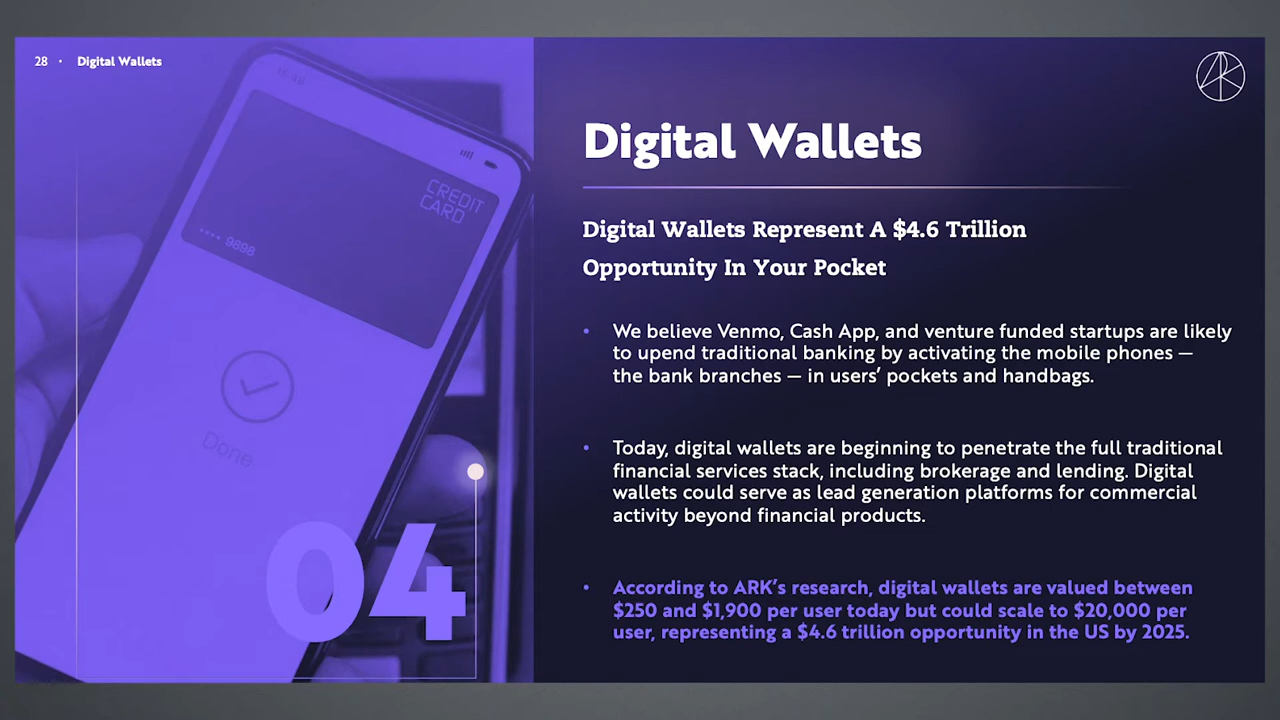 28 · Digital Wallets
CREDIT
CARD
•••• 9898
Done
04
Digital Wallets
Digital Wallets Represent A $4.6 Trillion
Opportunity In Your Pocket
• We believe Venmo, Cash App, and venture funded startups are likely
to upend traditional banking by activating the mobile phones —
the bank branches — in users’ pockets and handbags.
• Today, digital wallets are beginning to penetrate the full traditional
financial services stack, including brokerage and lending. Digital
wallets could serve as lead generation platforms for commercial
activity beyond financial products.
• According to ARK’s research, digital wallets are valued between
$250 and $1,900 per user today but could scale to $20,000 per
user, representing a $4.6 trillion opportunity in the US by 2025.
ARK